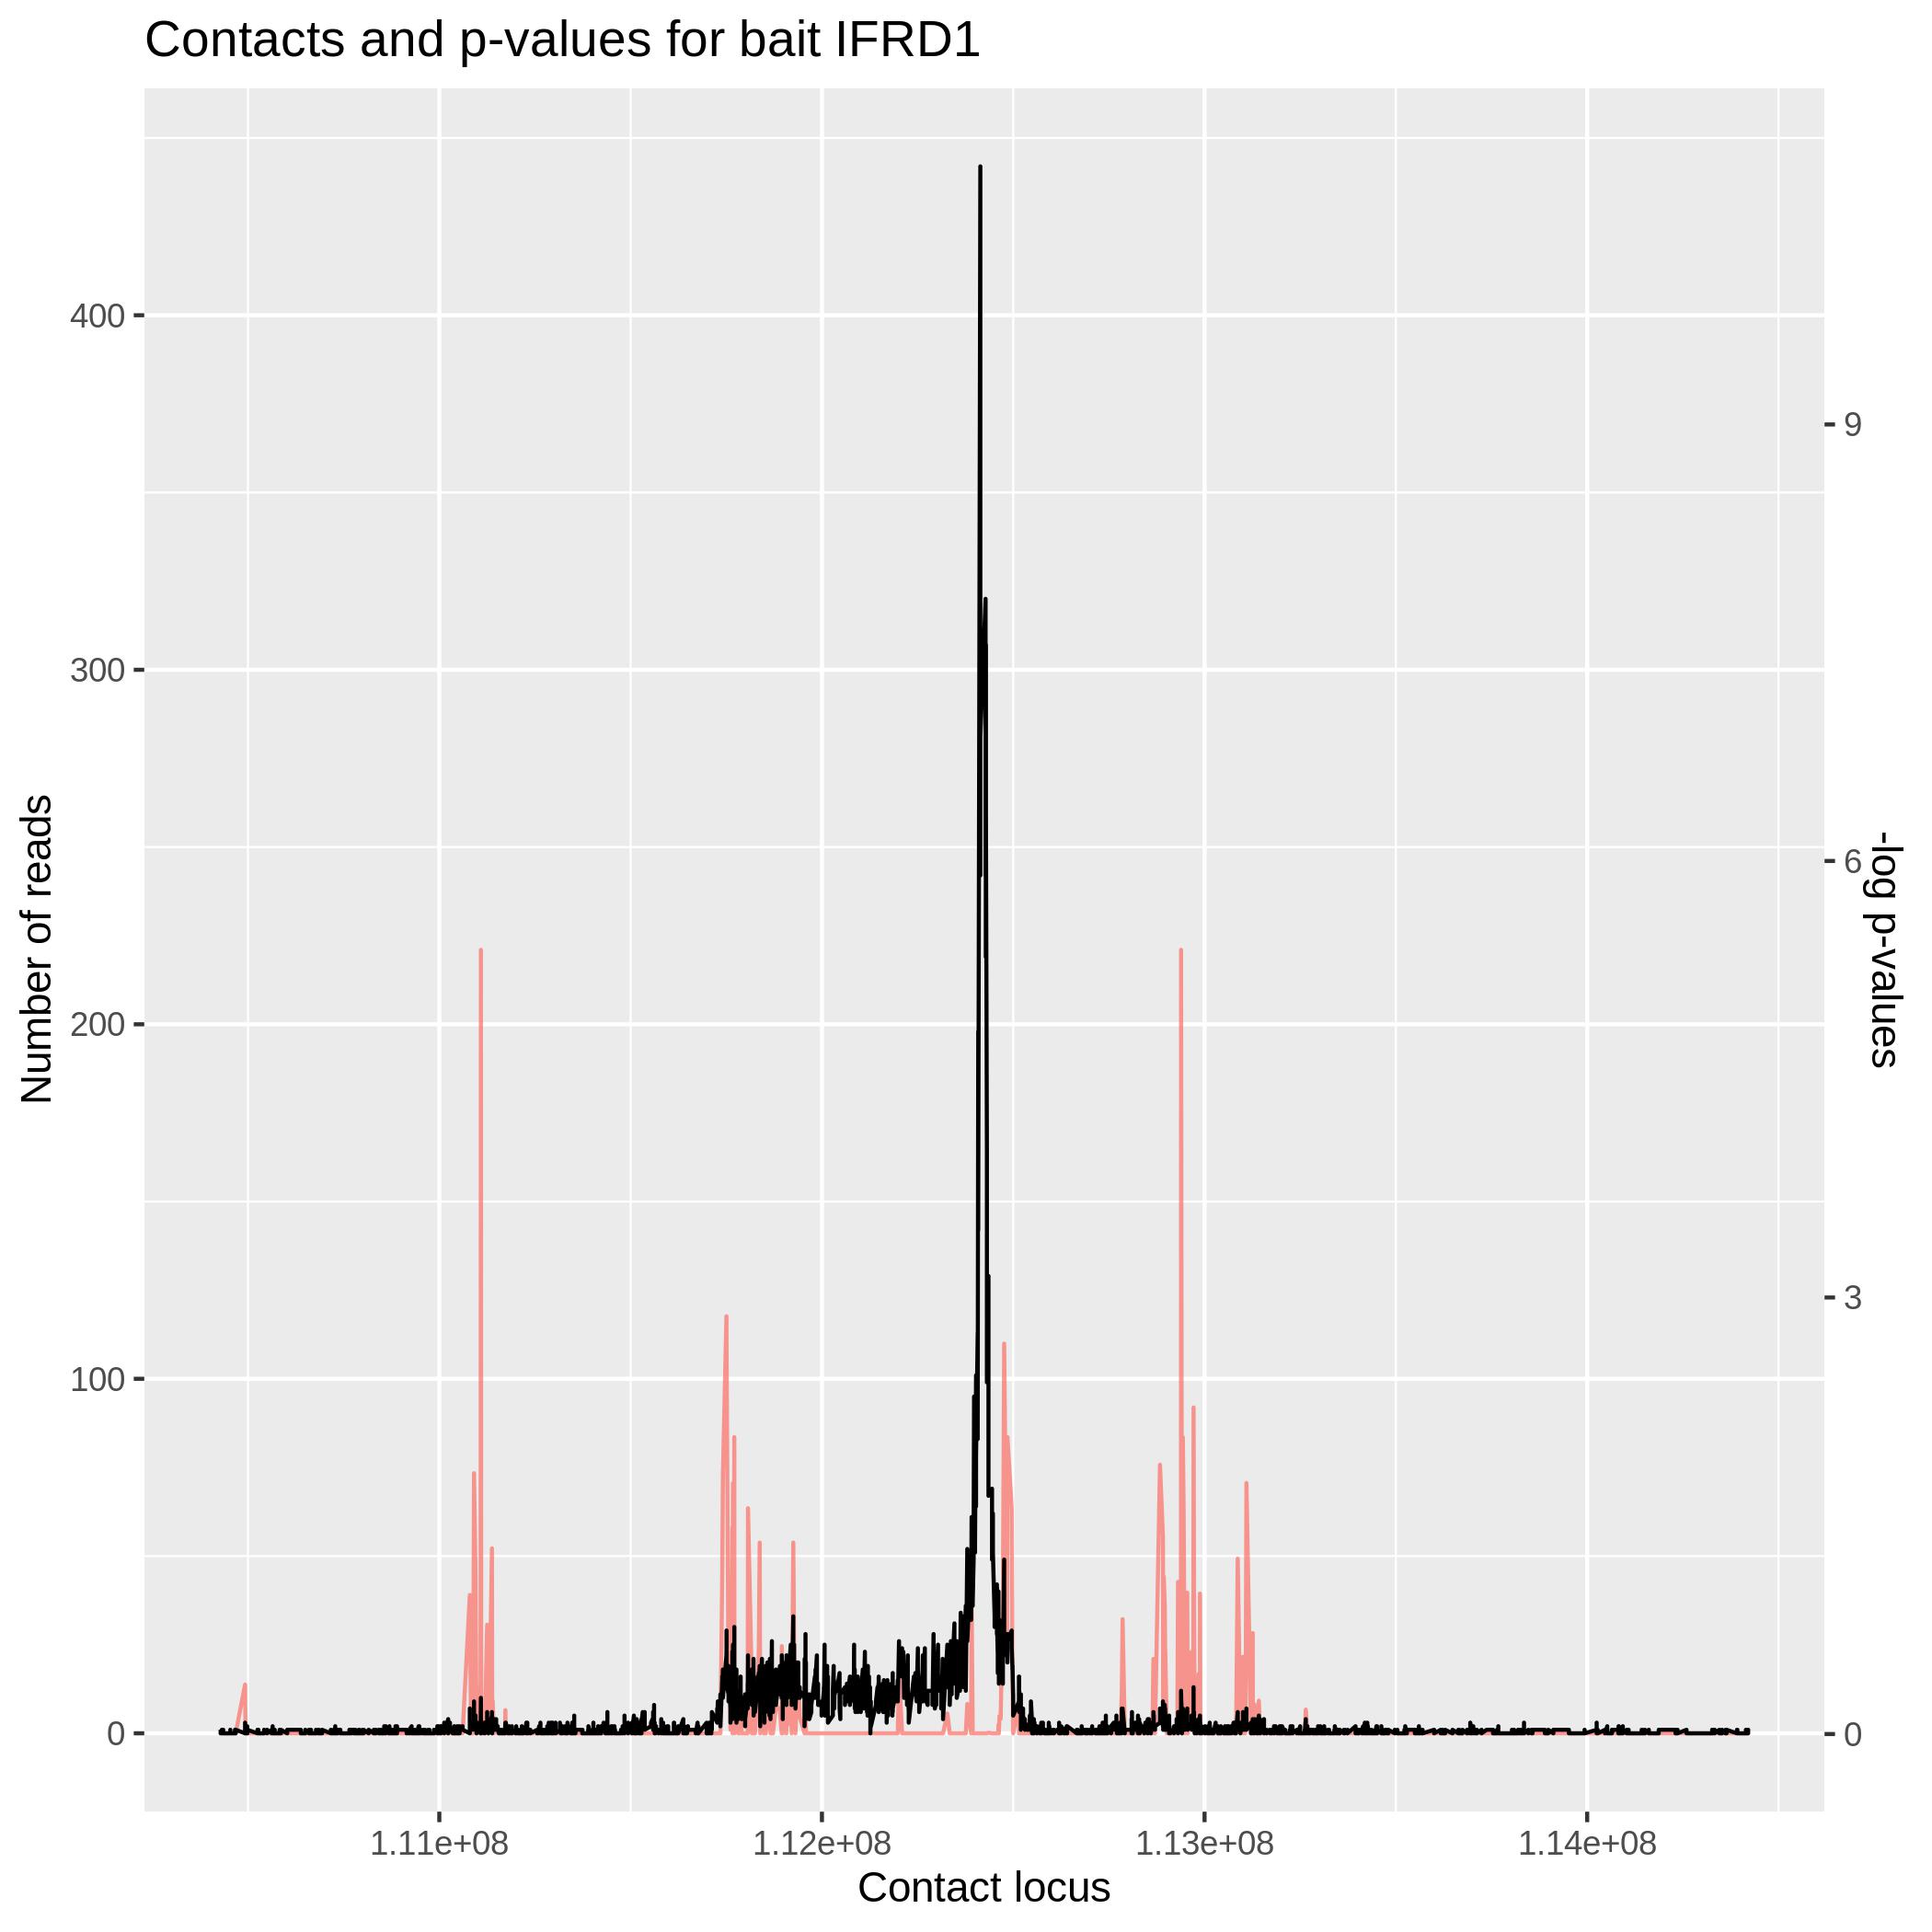 Contacts and p-values for bait IFRD1
400
300
200
100
0
Number of reads
9
6
3
0
-log p-values
1.11e+08
1.12e+08
1.13e+08
1.14e+08
Contact locus